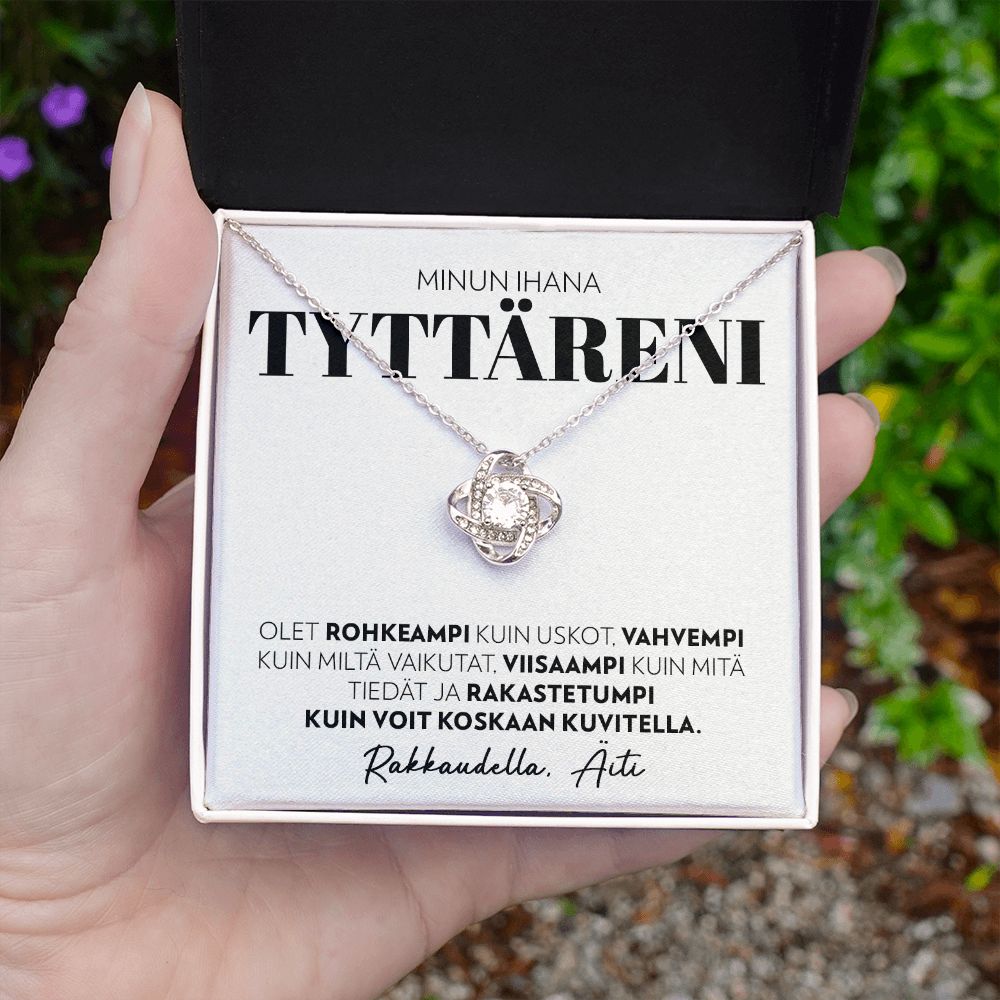 MINUN IHANA
TYTTÄRENI
OLET ROHKEAMPI KUIN USKOT, VAHVEMPI
KUIN MILTÄ VAIKUTAT, VIISAAMPI KUIN MITÄ
TIEDÄT JA RAKASTETUMPI
KUIN VOIT KOSKAAN KUVITELLA.
Rakkaudella, Äiti